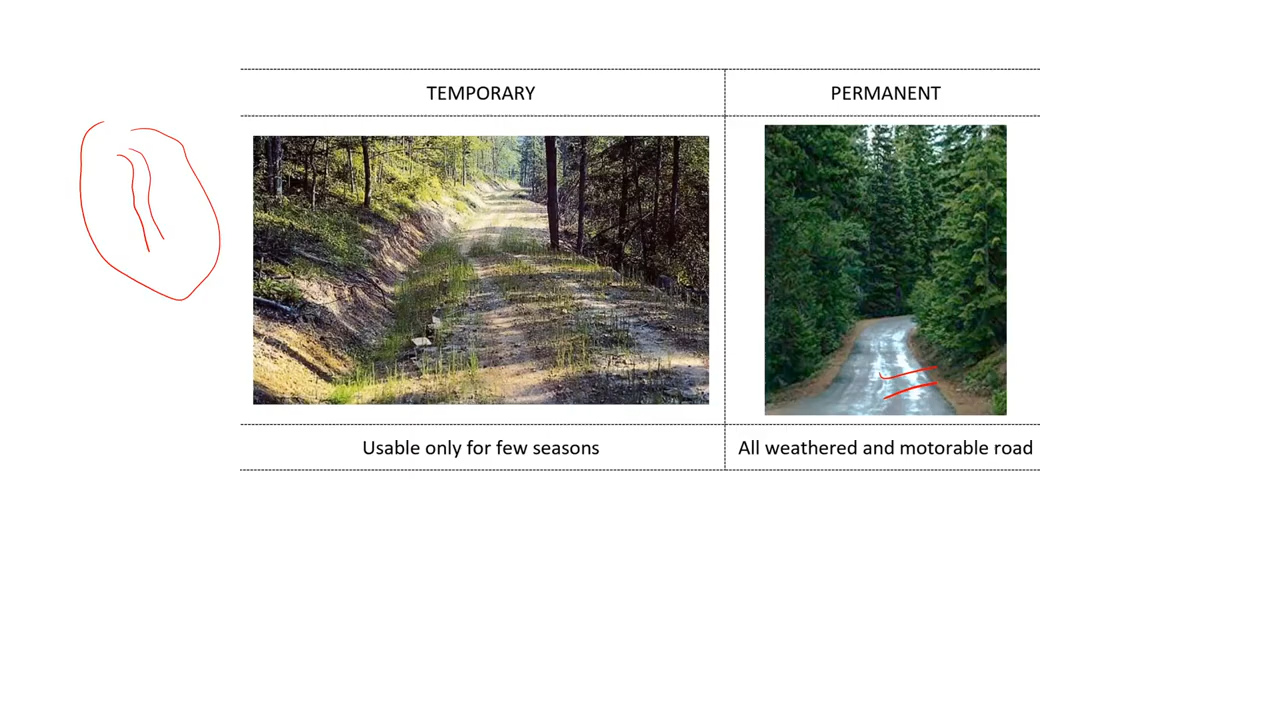 TEMPORARY
PERMANENT
Usable only for few seasons
All weathered and motorable road